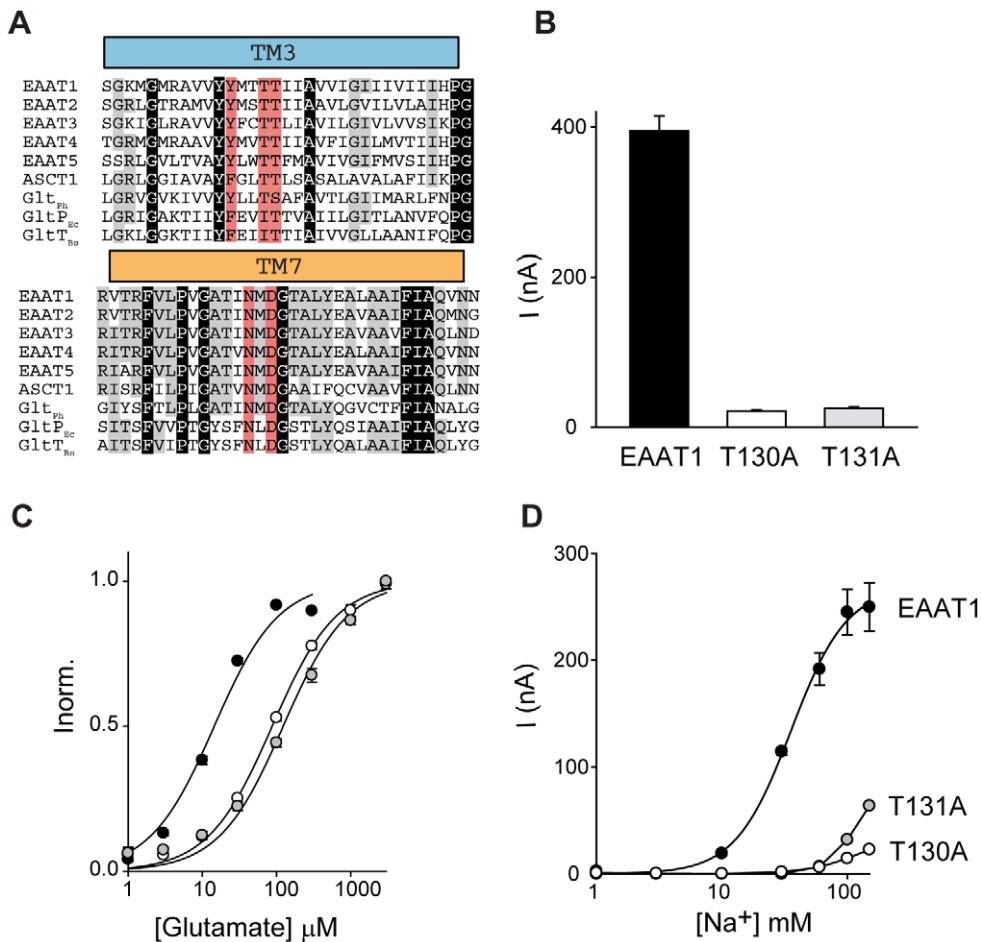 A
TM3
EAAT1 SGKMGMRAVVYYMTTTIIAVVIGIIIVIIIHPG
EAAT2 SGRLGTRAMVYYMSTTIIAAVLGVILVLAIHPG
EAAT3 SGKIGLRAVVYYFCTTLIAVILGIVLVVSIKPG
EAAT4 TGRMGMRAAVYYMVTTIIAVFIGILMVTIIHPG
EAAT5 SSRLGVLTVAYYLWTTFMAVIVGIFMVSIIHPG
ASCT1 LGRLGGIAVAYFGLTTLSASALAVALAFIIKPG
GltPh LGRVGVKIVVYYLLTSAFAVTLGIIMARLFNPG
GltPEc LGRIGAKTIIYFEVITTVAIILGITLANVFQPG
GltTBs LGKLGGKTIIYFEIITTIAIVVGLLAANIFQPG
TM7
EAAT1 RVTRFVLPVGATINMDGTALYEALAAIFIAQVNN
EAAT2 RVTRFVLPVGATINMDGTALYEAVAAIFIAQMNG
EAAT3 RITRFVLPVGATINMDGTALYEAVAAVFIAQLND
EAAT4 RITRFVLPVGATVNMDGTALYEALAAIFIAQVNN
EAAT5 RIARFVLPVGATINMDGTALYEAVAAIFIAQVNN
ASCT1 RISRFILPIGATVNMDGAAIFQCVAAVFIAQLNN
GltPh GIYSFTLPLGATINMDGTALYQGVCTFFIANALG
GltPEc SITSFVVPTGYSFNLDGSTLYQSIAAIFIAQLYG
GltTBs AITSFVIPTGYSFNLDGSTLYQALAAIFIAQLYG
B
I (nA)
400
200
0
EAAT1 T130A T131A
C
Inorm.
1.0
0.5
0.0
1 10 100 1000
[Glutamate] μM
D
I (nA)
300
200
100
0
EAAT1
T131A
T130A
1 10 100
[Na+] mM